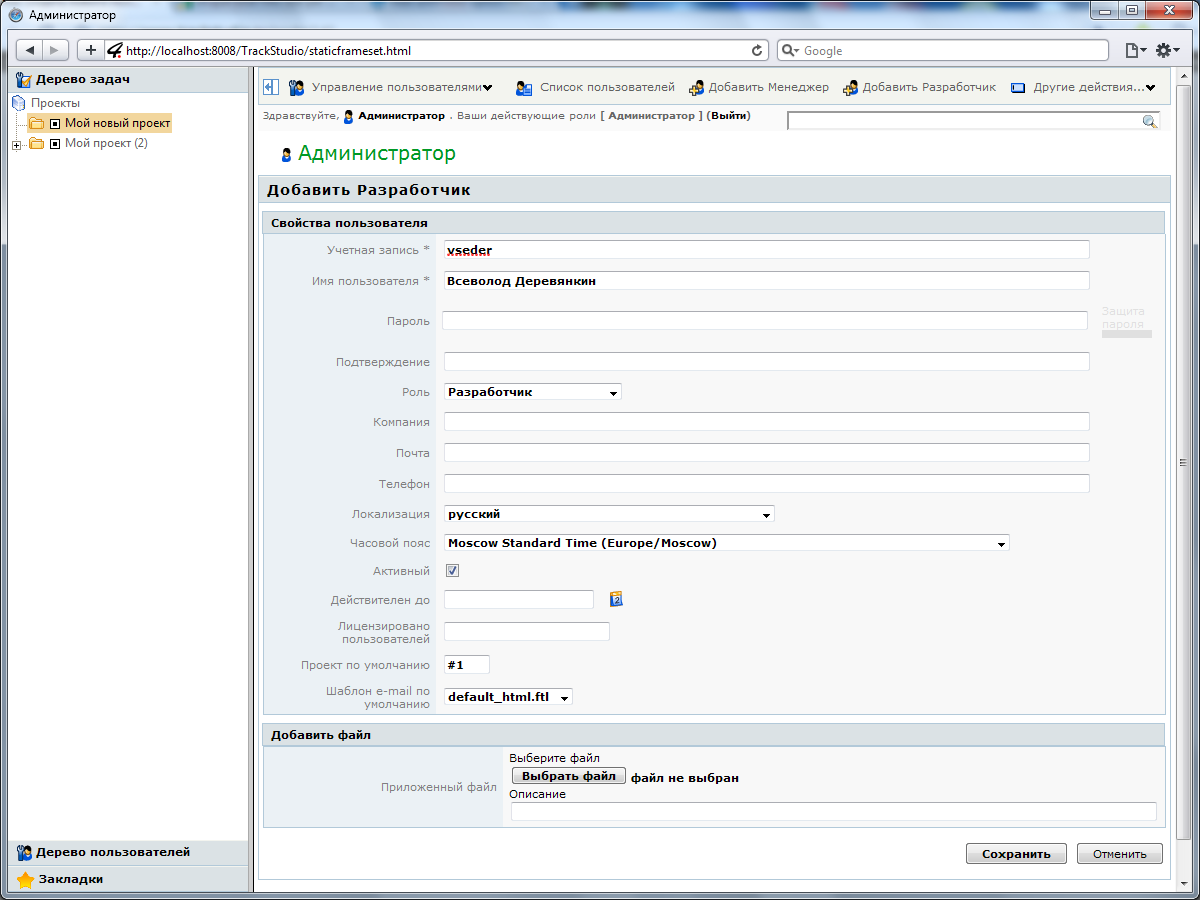 Администратор
http://localhost:8008/TrackStudio/staticframeset.html
Google
Дерево задач
Проекты
Мой новый проект
Мой проект (2)
Дерево пользователей
Закладки
Управление пользователями Список пользователей Добавить Менеджер Добавить Разработчик Другие действия...
Здравствуйте, Администратор . Ваши действующие роли [ Администратор ] (Выйти)
Администратор
Добавить Разработчик
Свойства пользователя
Учетная запись * vseder
Имя пользователя * Всеволод Деревянкин
Пароль
Защита
пароля
Подтверждение
Роль Разработчик
Компания
Почта
Телефон
Локализация русский
Часовой пояс Moscow Standard Time (Europe/Moscow)
Активный
Действителен до
2
Лицензировано
пользователей
Проект по умолчанию #1
Шаблон e-mail по
умолчанию
default_html.ftl
Добавить файл
Приложенный файл
Выберите файл
Выбрать файл файл не выбран
Описание
Сохранить Отменить